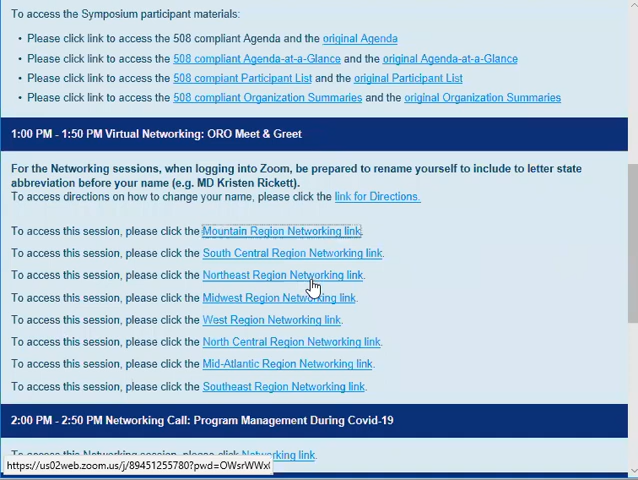 To access the Symposium participant materials:
• Please click link to access the 508 compliant Agenda and the original Agenda
• Please click link to access the 508 compliant Agenda-at-a-Glance and the original Agenda-at-a-Glance
• Please click link to access the 508 compiant Participant List and the original Participant List
• Please click link to access the 508 compliant Organization Summaries and the original Organization Summaries
1:00 PM - 1:50 PM Virtual Networking: ORO Meet & Greet
For the Networking sessions, when logging into Zoom, be prepared to rename yourself to include to letter state
abbreviation before your name (e.g. MD Kristen Rickett).
To access directions on how to change your name, please click the link for Directions.
To access this session, please click the Mountain Region Networking link.
To access this session, please click the South Central Region Networking link.
To access this session, please click the Northeast Region Networking link.
To access this session, please click the Midwest Region Networking link.
To access this session, please click the West Region Networking link.
To access this session, please click the North Central Region Networking link.
To access this session, please click the Mid-Atlantic Region Networking link.
To access this session, please click the Southeast Region Networking link.
2:00 PM - 2:50 PM Networking Call: Program Management During Covid-19
To access this Networking session, please click Networking link.
https://us02web.zoom.us/j/89451255780?pwd=OWsrWWx